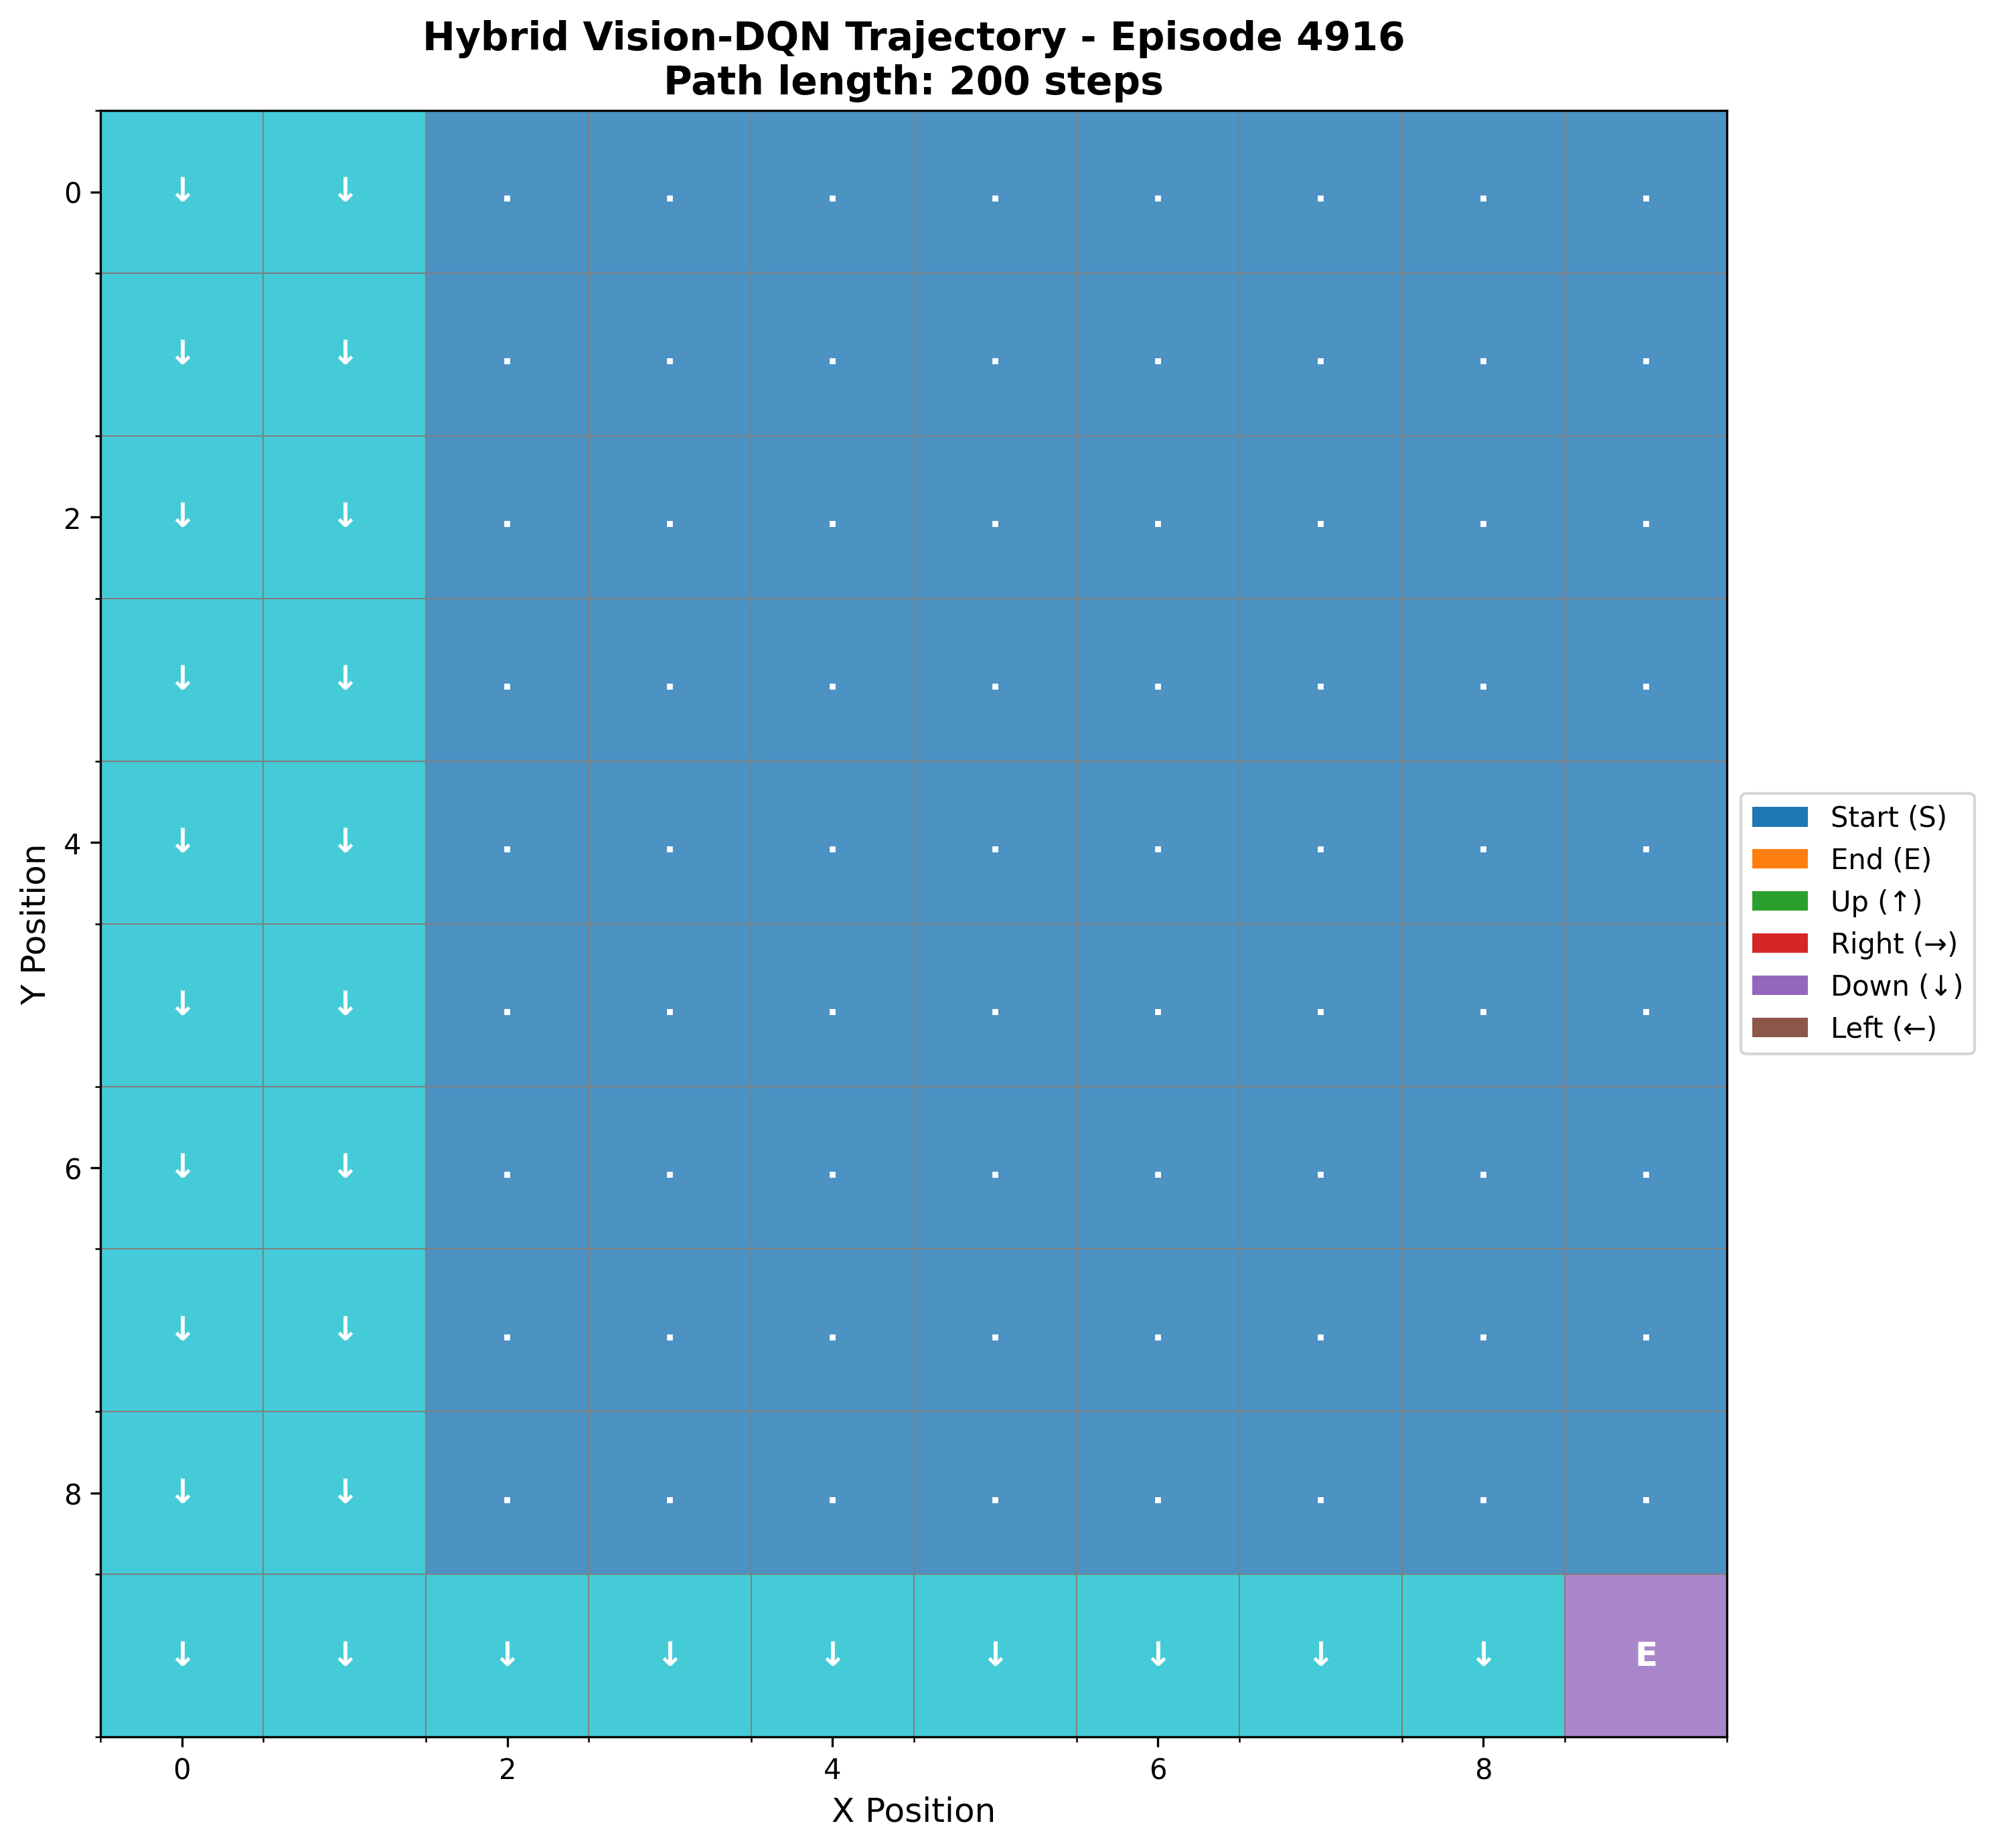 Hybrid Vision-DQN Trajectory - Episode 4916
Path length: 200 steps
0 ↓ ↓ . . . . . . . .
↓ ↓ . . . . . . . .
2 ↓ ↓ . . . . . . . .
↓ ↓ . . . . . . . .
4 ↓ ↓ . . . . . . . .
↓ ↓ . . . . . . . .
6 ↓ ↓ . . . . . . . .
↓ ↓ . . . . . . . .
8 ↓ ↓ . . . . . . . .
↓ ↓ ↓ ↓ ↓ ↓ ↓ ↓ ↓ E
0 2 4 6 8
X Position
Y Position
Start (S)
End (E)
Up (↑)
Right (→)
Down (↓)
Left (←)